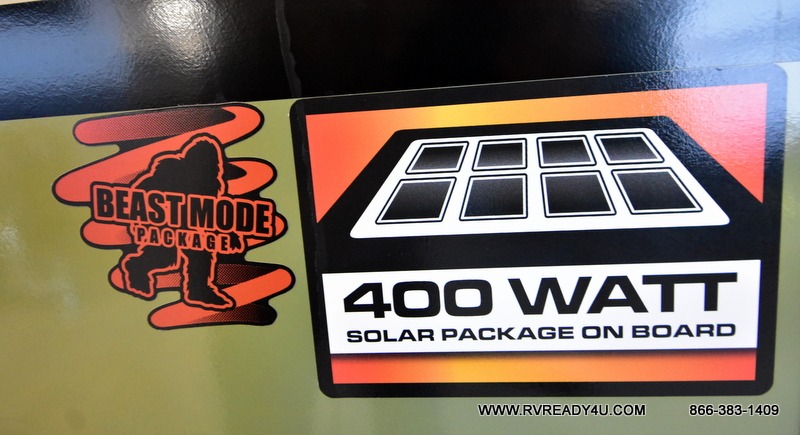 BEAST MODE
PACKAGE
400 WATT
SOLAR PACKAGE ON BOARD
WWW.RVREADY4U.COM 866-383-1409